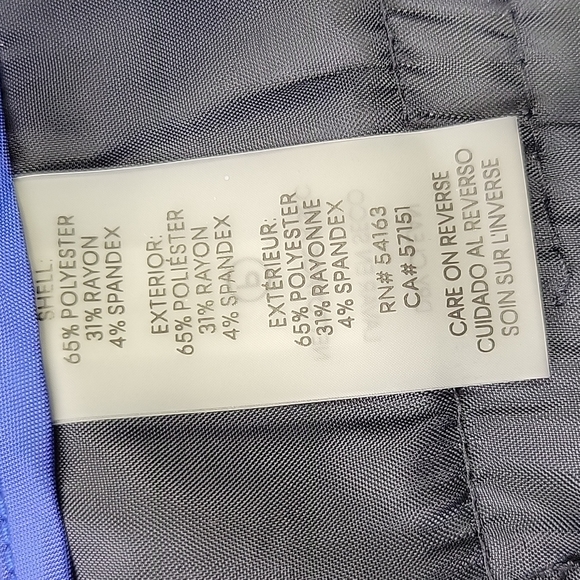 SHELL:
65% POLYESTER
31% RAYON
4% SPANDEX
EXTERIOR:
65% POLIÉSTER
31% RAYON
4% SPANDEX
EXTÉRIEUR:
65% POLYESTER
31% RAYONNE
4% SPANDEX
RN# 54163
CA# 57151
CARE ON REVERSE
CUIDADO AL REVERSO
SOIN SUR L'INVERSE